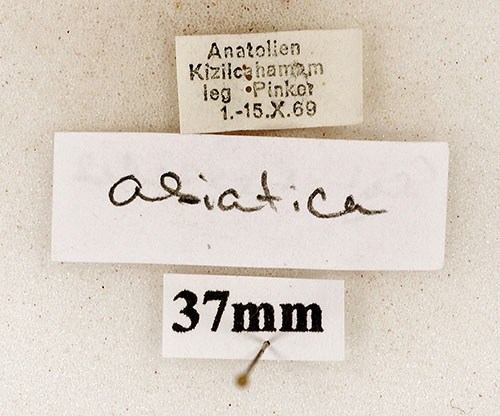 Anatolien
Kizilcahamam
leg. Pinker
1.-15.X.69
asiatica
37mm